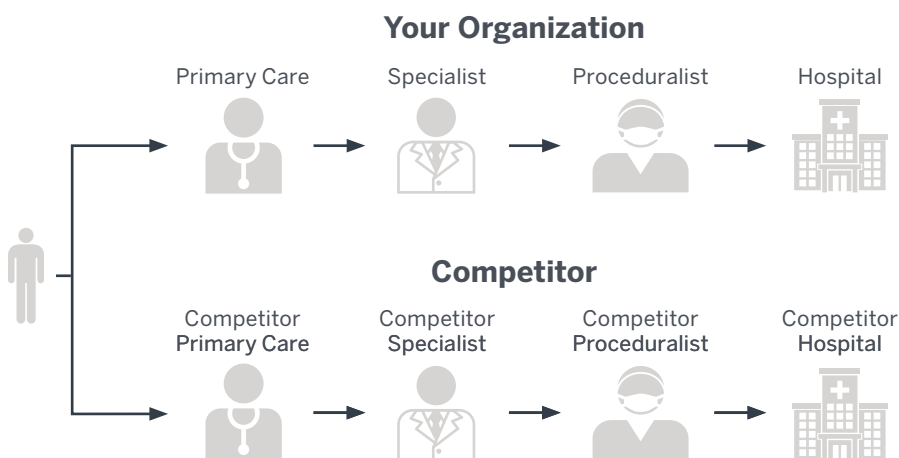 Your Organization
Primary Care
Specialist
Proceduralist
Hospital
Competitor
Competitor
Primary Care
Competitor
Specialist
Competitor
Proceduralist
Competitor
Hospital